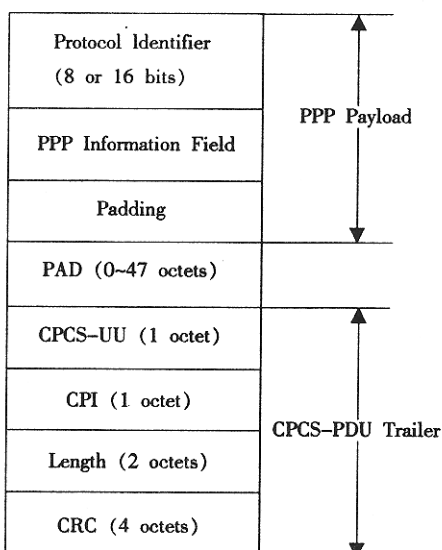 Protocol Identifier
(8 or 16 bits)
PPP Payload
PPP Information Field
Padding
PAD (0~47 octets)
CPCS-UU (1 octet)
CPI (1 octet)
CPCS-PDU Trailer
Length (2 octets)
CRC (4 octets)